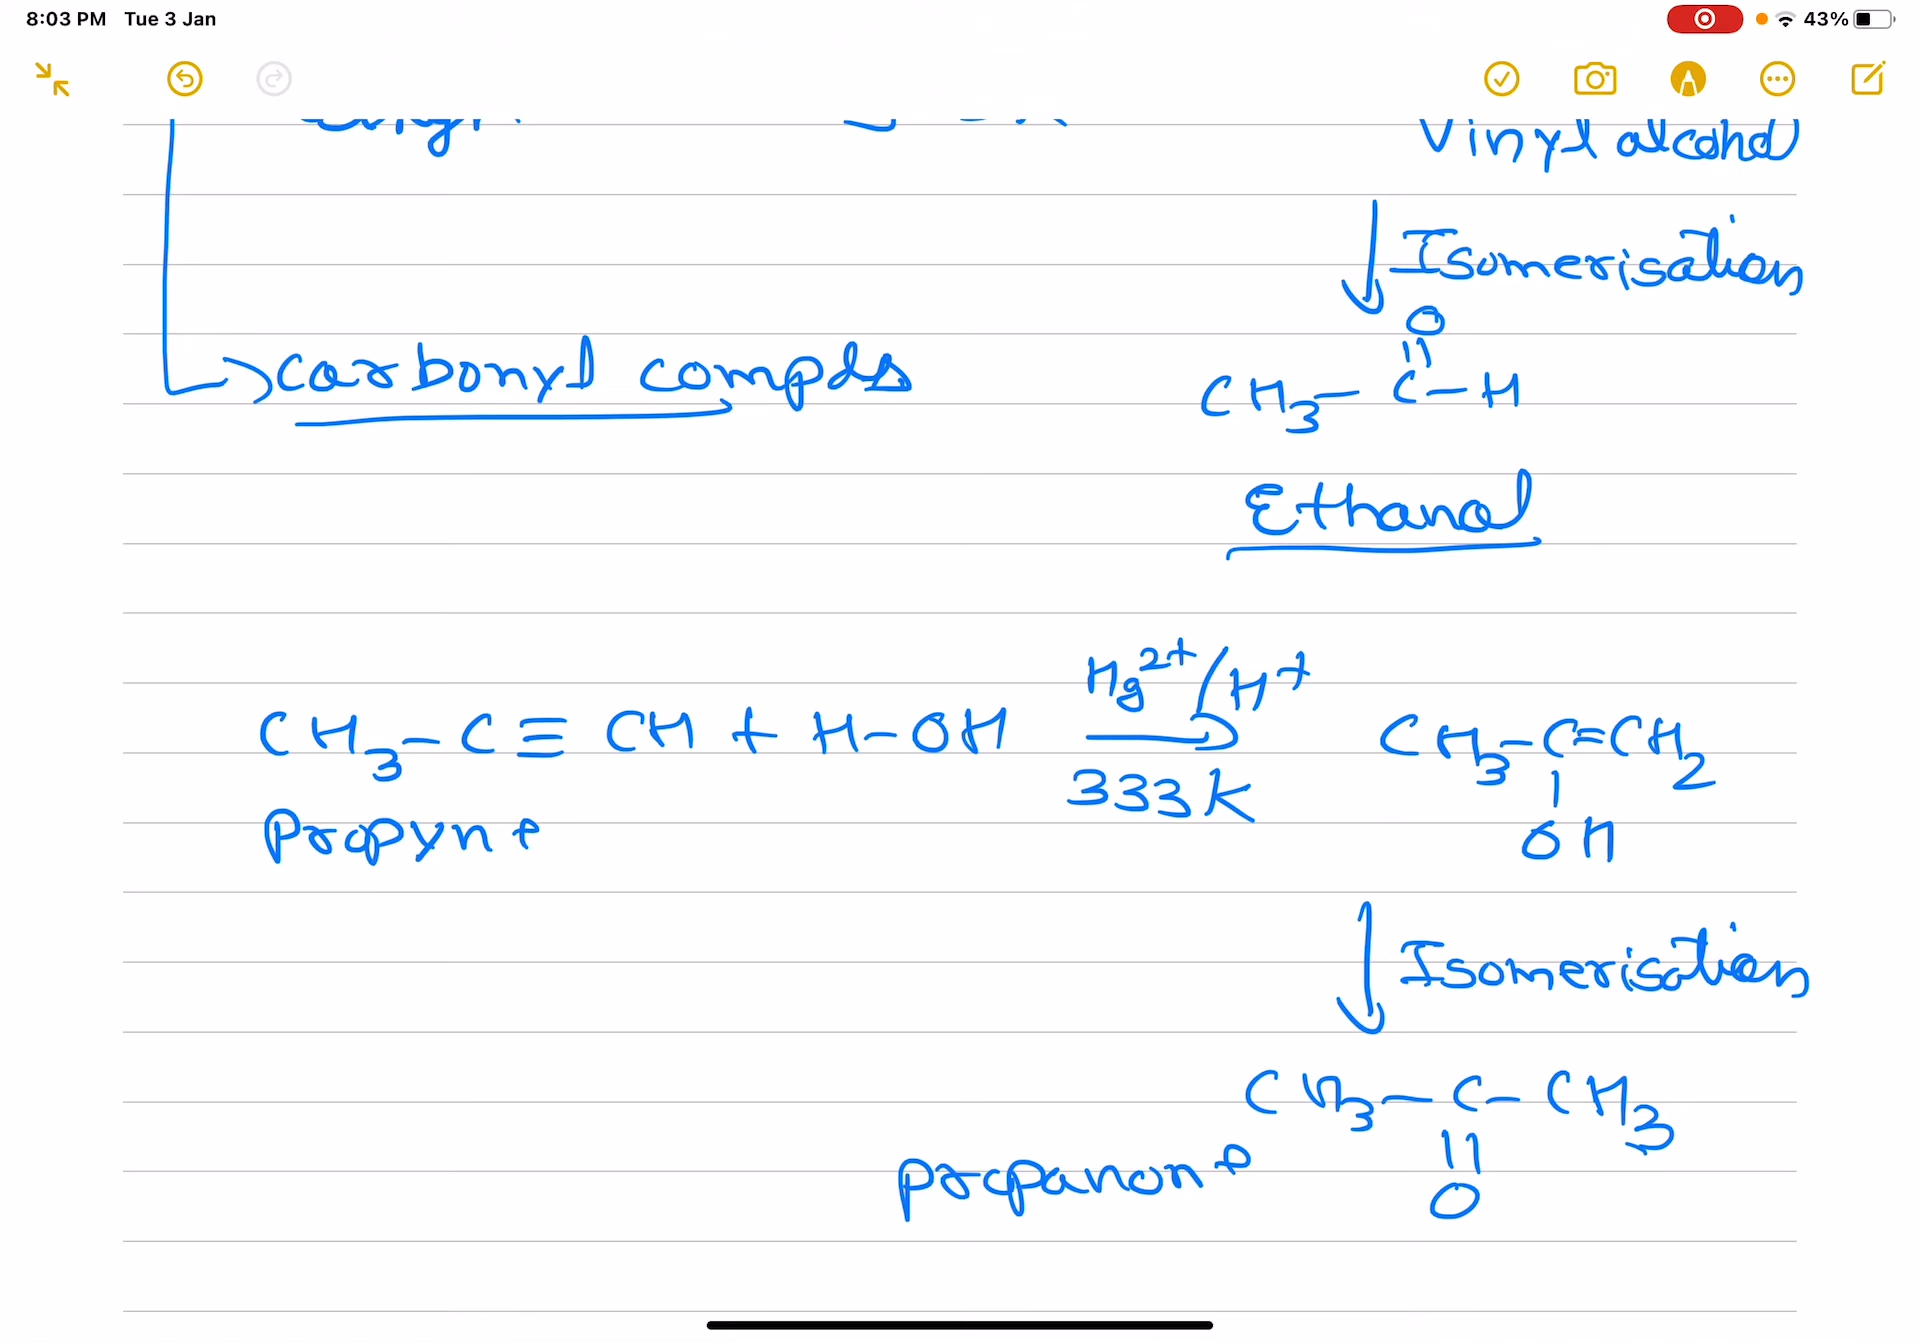 8:03 PM Tue 3 Jan 43%
Vinyl alcohol
Isomerisation
O
||
carbonyl compds
CH3-C-H
Ethanal
Hg2+/H+
CH3-C≡CH + H-OH → CH3-C=CH2
333K
|
Propyne
OH
Isomerisation
CH3-C-CH3
||
propanone
O